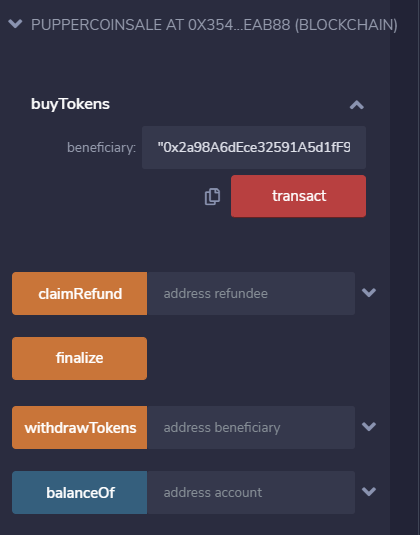 PUPPERCOINSALE AT 0X354...EAB88 (BLOCKCHAIN)
buyTokens
beneficiary: "0x2a98A6dEce32591A5d1fF9
transact
claimRefund address refundee
finalize
withdrawTokens address beneficiary
balanceOf address account